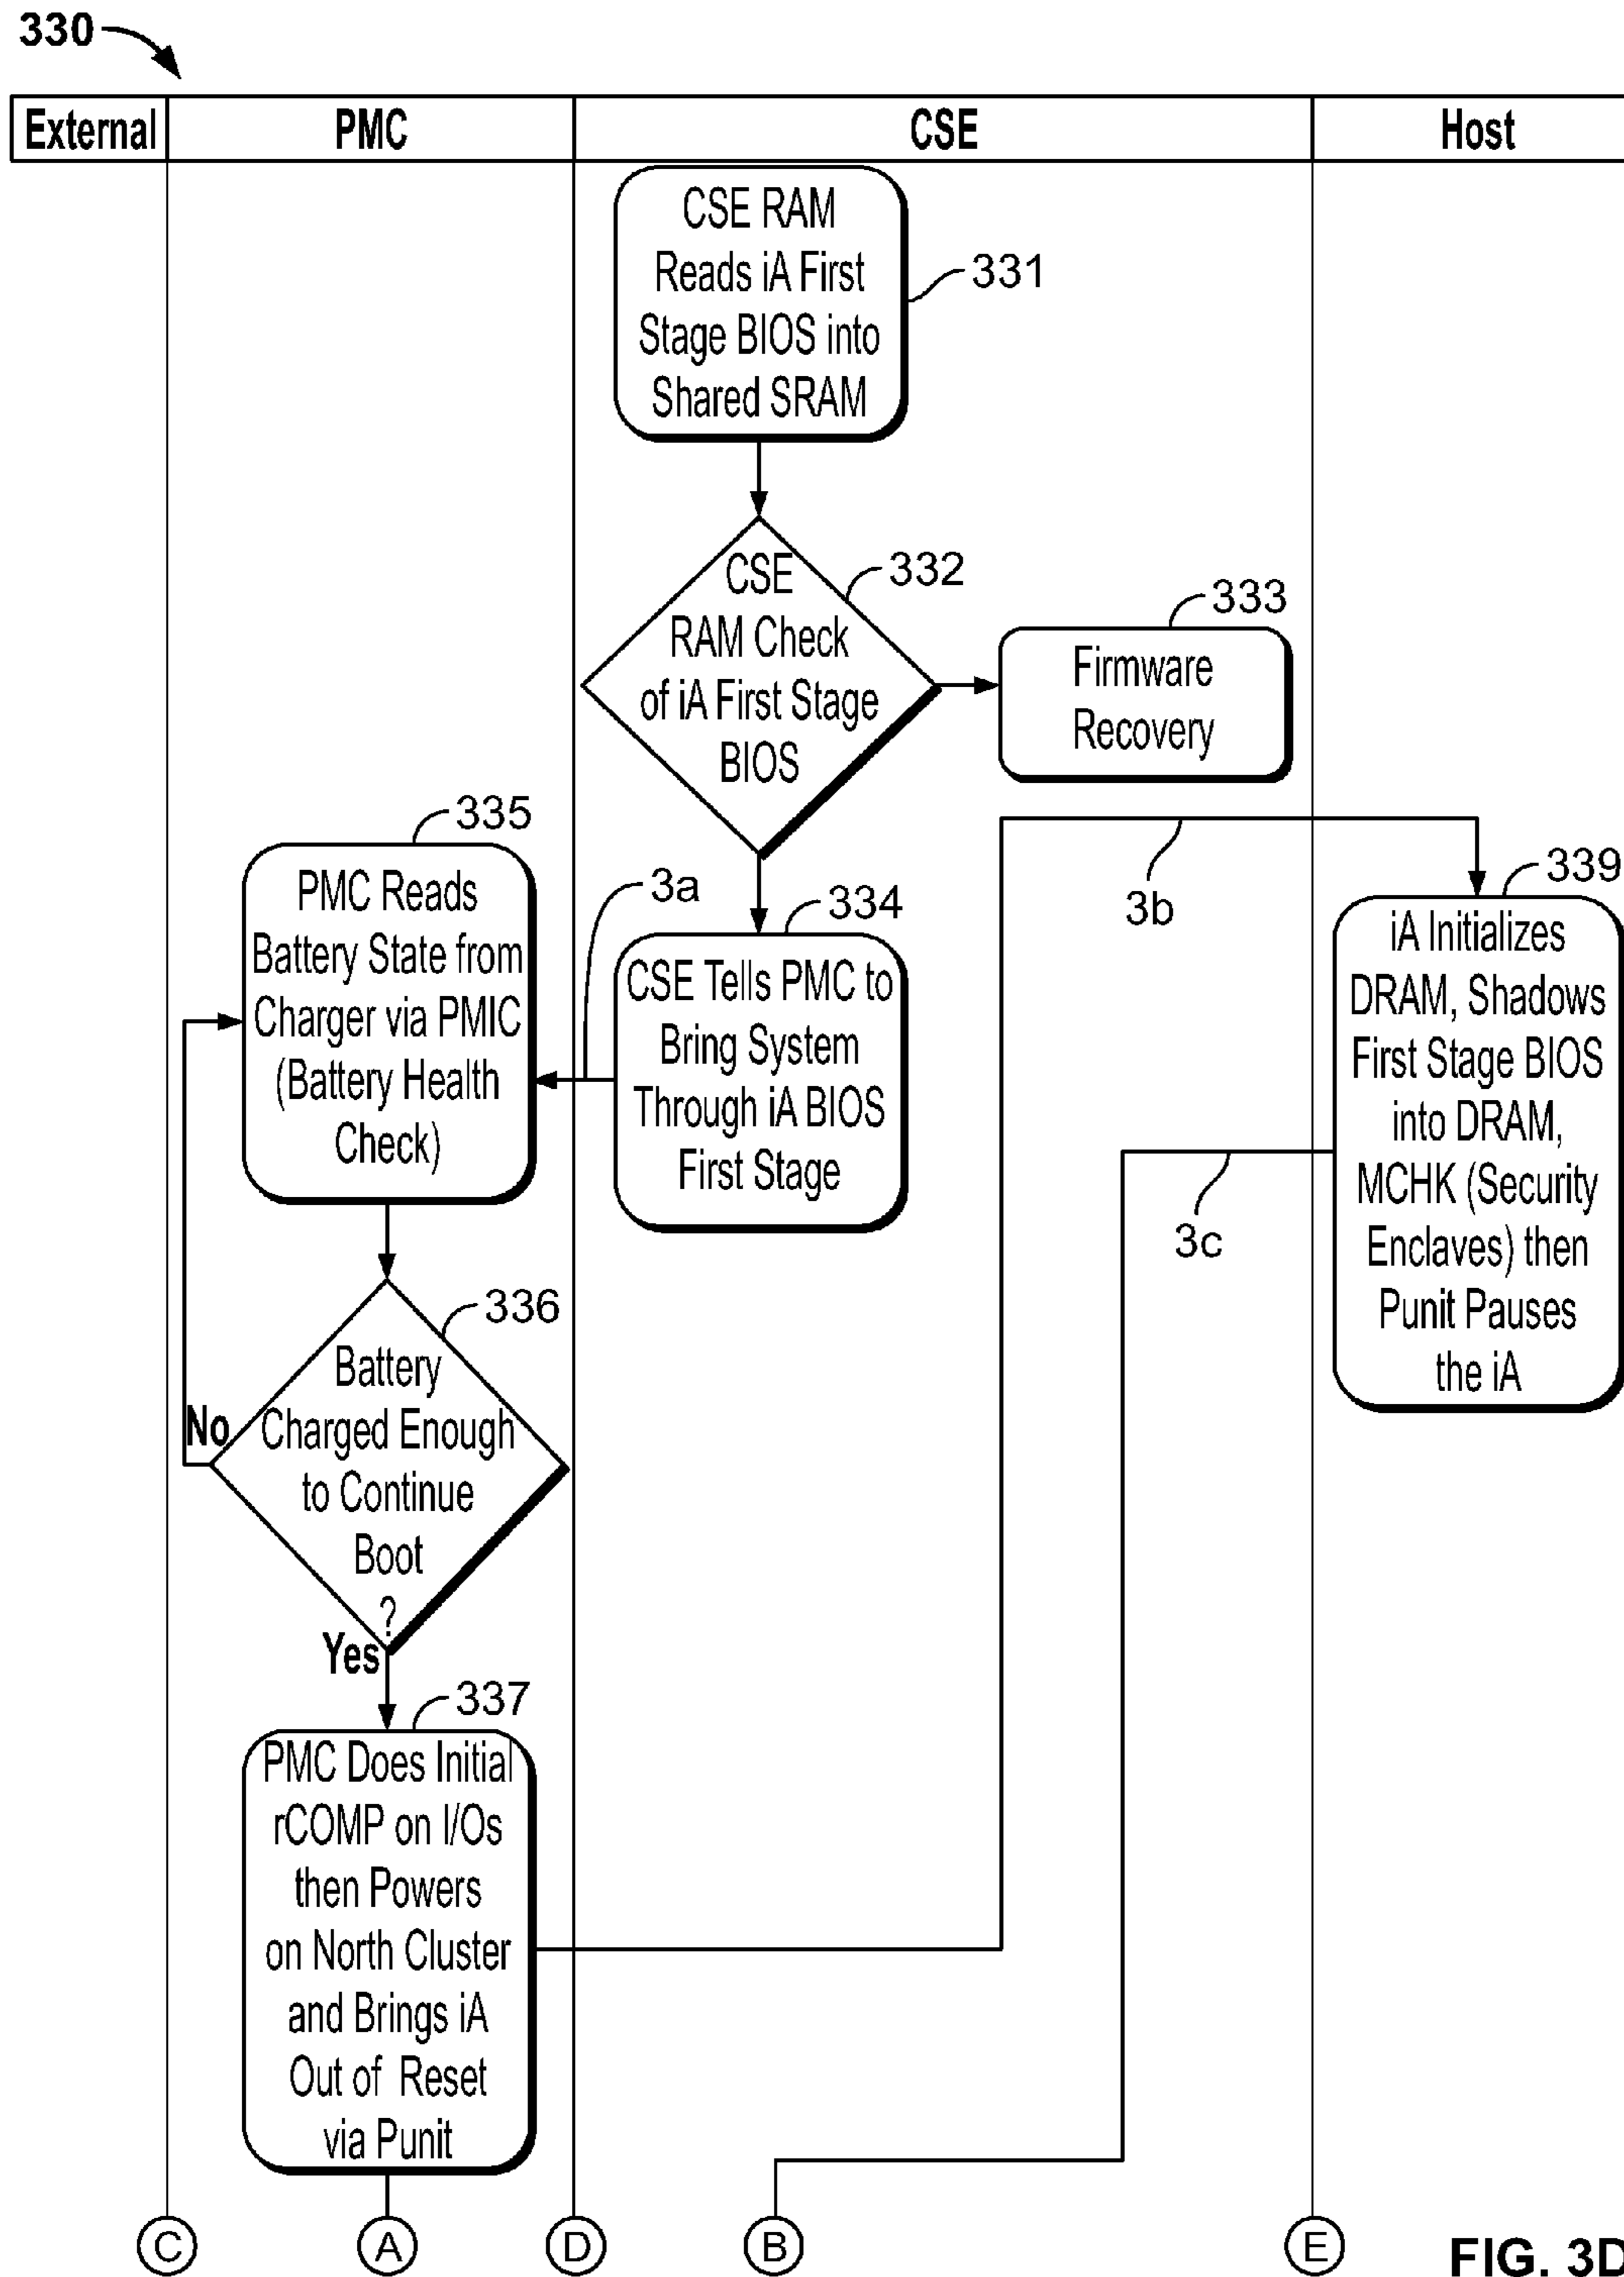 330
External PMC CSE Host
CSE RAM
Reads iA First
Stage BIOS into
Shared SRAM
331
CSE
RAM Check
of iA First Stage
BIOS
332
333
Firmware
Recovery
335
PMC Reads
Battery State from
Charger via PMIC
(Battery Health
Check)
3a
334
CSE Tells PMC to
Bring System
Through iA BIOS
First Stage
3b
339
iA Initializes
DRAM, Shadows
First Stage BIOS
into DRAM,
MCHK (Security
Enclaves) then
Punit Pauses
the iA
3c
336
Battery
Charged Enough
to Continue
Boot
?
No
Yes
337
PMC Does Initial
rCOMP on I/Os
then Powers
on North Cluster
and Brings iA
Out of Reset
via Punit
C A D B E
FIG. 3D